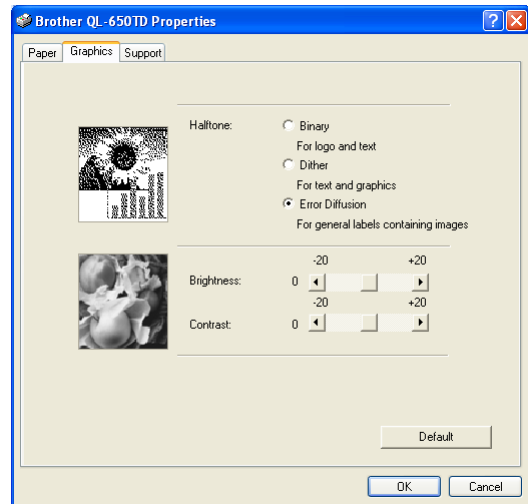 Brother QL-650TD Properties
Paper Graphics Support
Halftone: Binary
For logo and text
Dither
For text and graphics
Error Diffusion
For general labels containing images
-20 +20
Brightness: 0
-20 +20
Contrast: 0
Default
OK Cancel